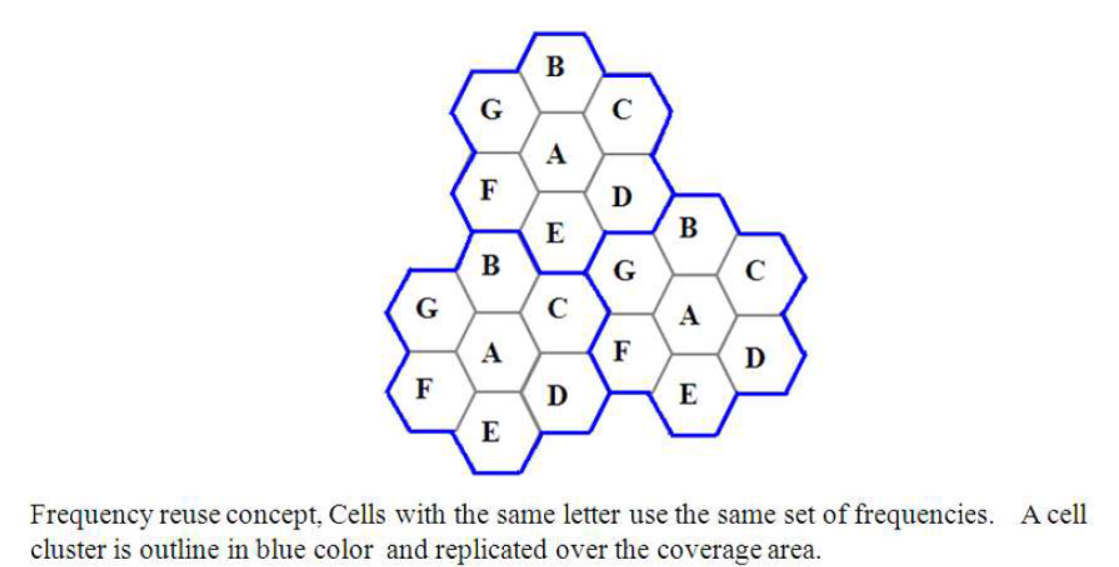 B
G
C
A
F
D
E
B
B
G
C
G
C
A
A
F
D
F
D
E
E
Frequency reuse concept, Cells with the same letter use the same set of frequencies. A cell
cluster is outline in blue color and replicated over the coverage area.